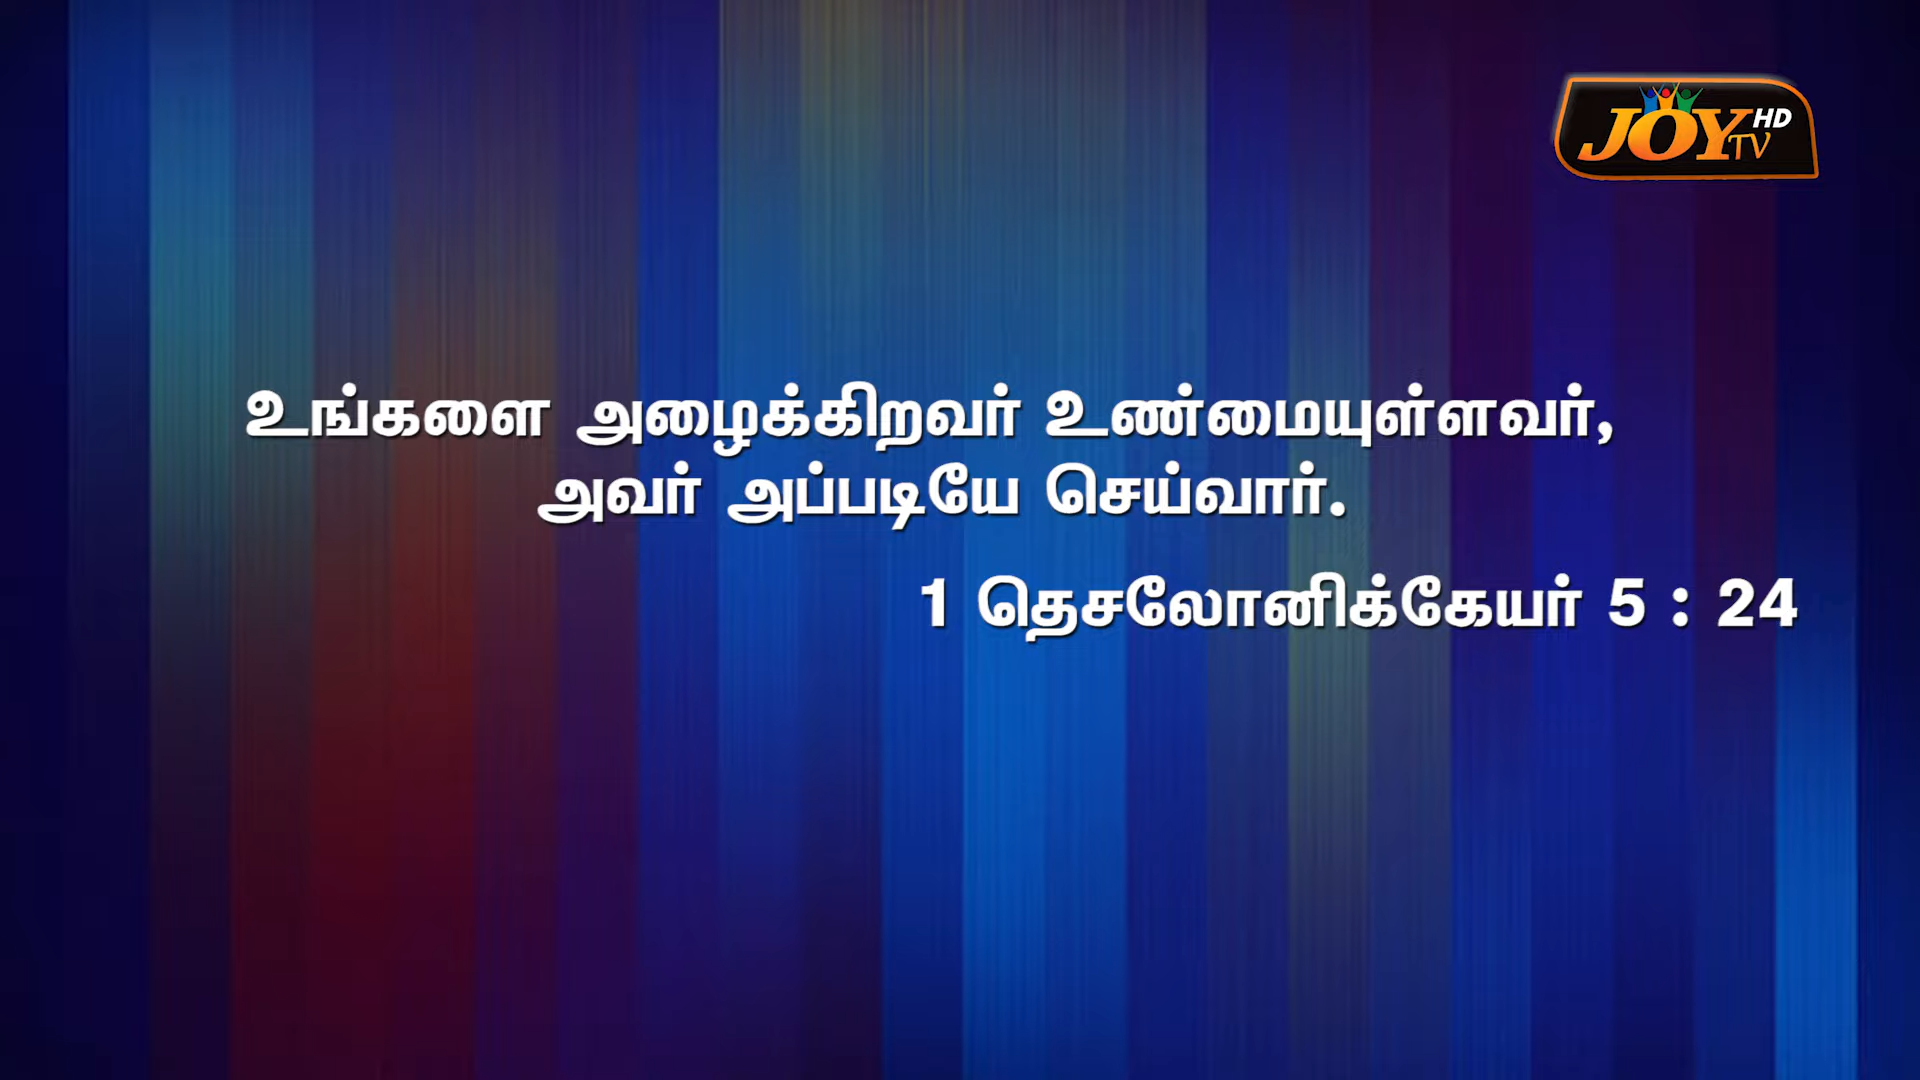 JOY HD
TV
உங்களை அழைக்கிறவர் உண்மையுள்ளவர்,
அவர் அப்படியே செய்வார்.
1 தெசலோனிக்கேயர் 5 : 24